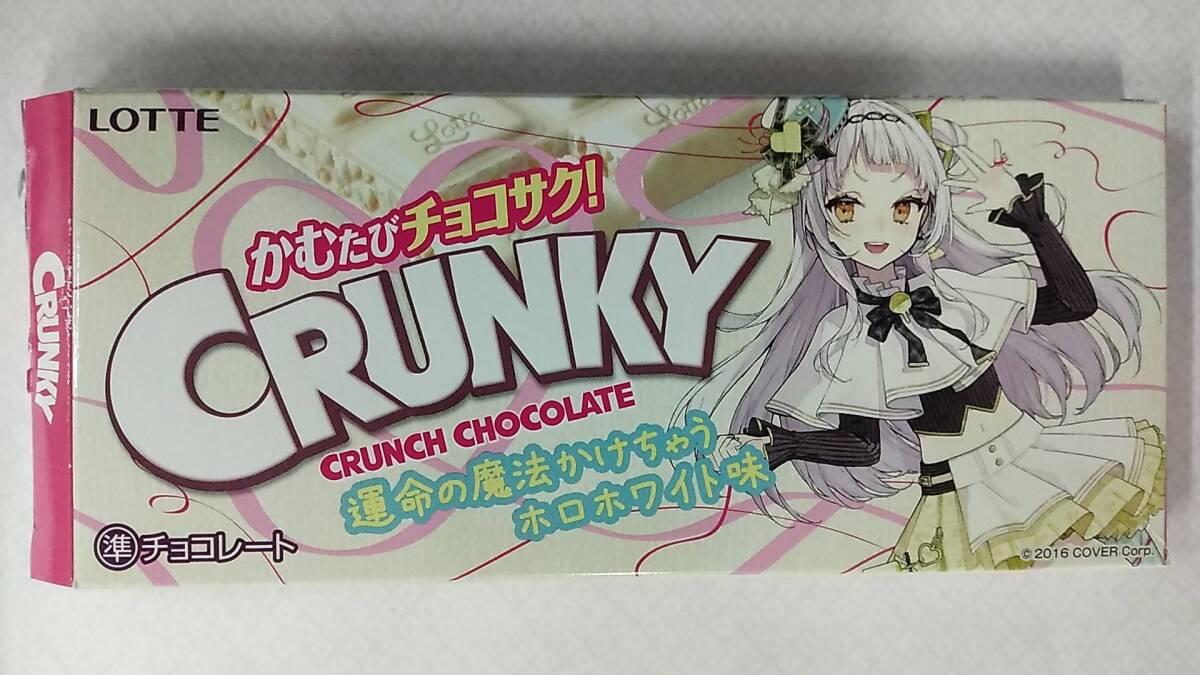 LOTTE
Lotte
Lotte
かむたびチョコサク!
CRUNKY
CRUNKY
CRUNCH CHOCOLATE
運命の魔法かけちゃう
ホロホワイト味
準チョコレート
© 2016 COVER Corp.